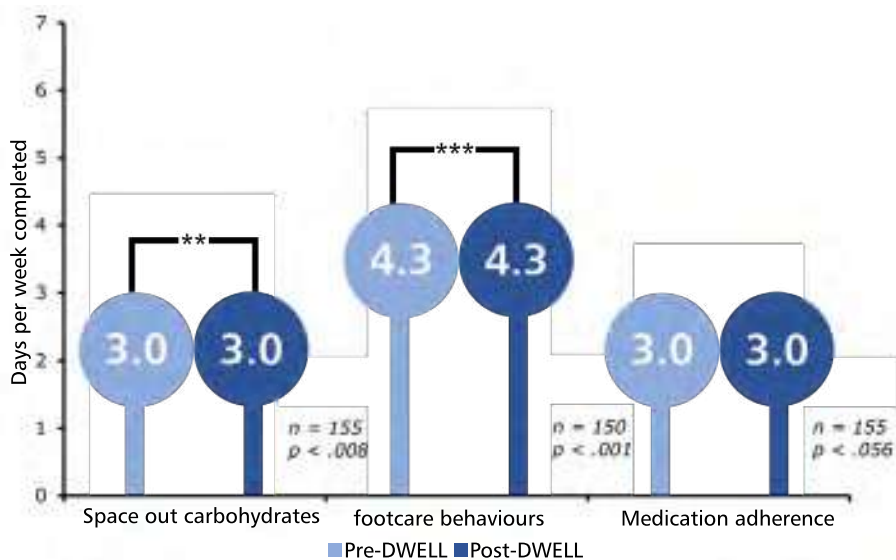 7
6
5
4
3
2
1
0
Days per week completed
**
3.0
3.0
n = 155
p < .008
***
4.3
4.3
n = 150
p < .001
3.0
3.0
n = 155
p < .056
Space out carbohydrates
footcare behaviours
Medication adherence
Pre-DWELL Post-DWELL